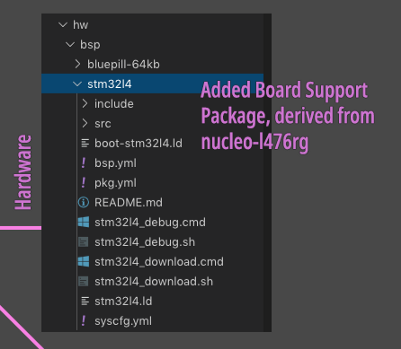 hw
bsp
bluepill-64kb
stm32l4
include
src
boot-stm32l4.ld
bsp.yml
pkg.yml
README.md
stm32l4_debug.cmd
stm32l4_debug.sh
stm32l4_download.cmd
stm32l4_download.sh
stm32l4.ld
syscfg.yml
Added Board Support
Package, derived from
nucleo-l476rg
Hardware